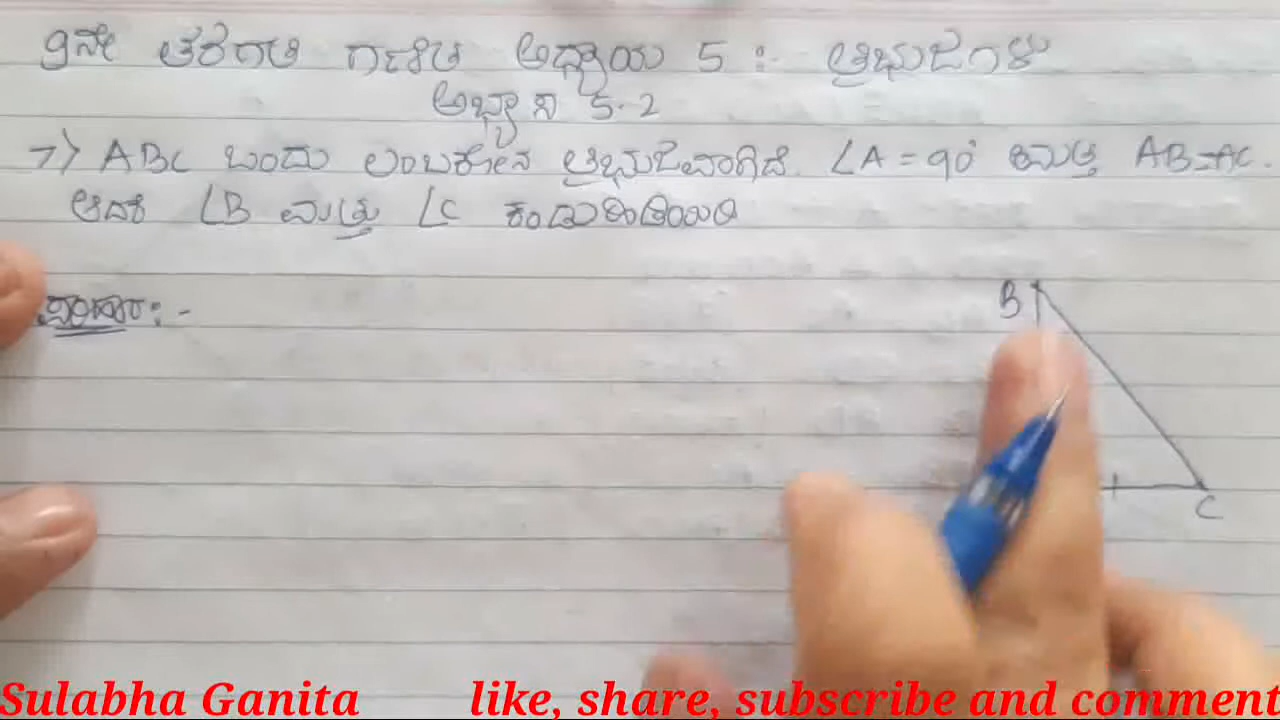 9ನೇ ತರಗತಿ ಗಣಿತ ಅಧ್ಯಾಯ 5 :- ತ್ರಿಭುಜಗಳು
ಅಭ್ಯಾಸ 5.2
7) ABC ಒಂದು ಲಂಬಕೋನ ತ್ರಿಭುಜವಾಗಿದೆ. ∠A = 90° ಮತ್ತು AB=AC.
ಆದರೆ ∠B ಮತ್ತು ∠C ಕಂಡುಹಿಡಿಯಿರಿ
B
C
Sulabha Ganita like, share, subscribe and comment